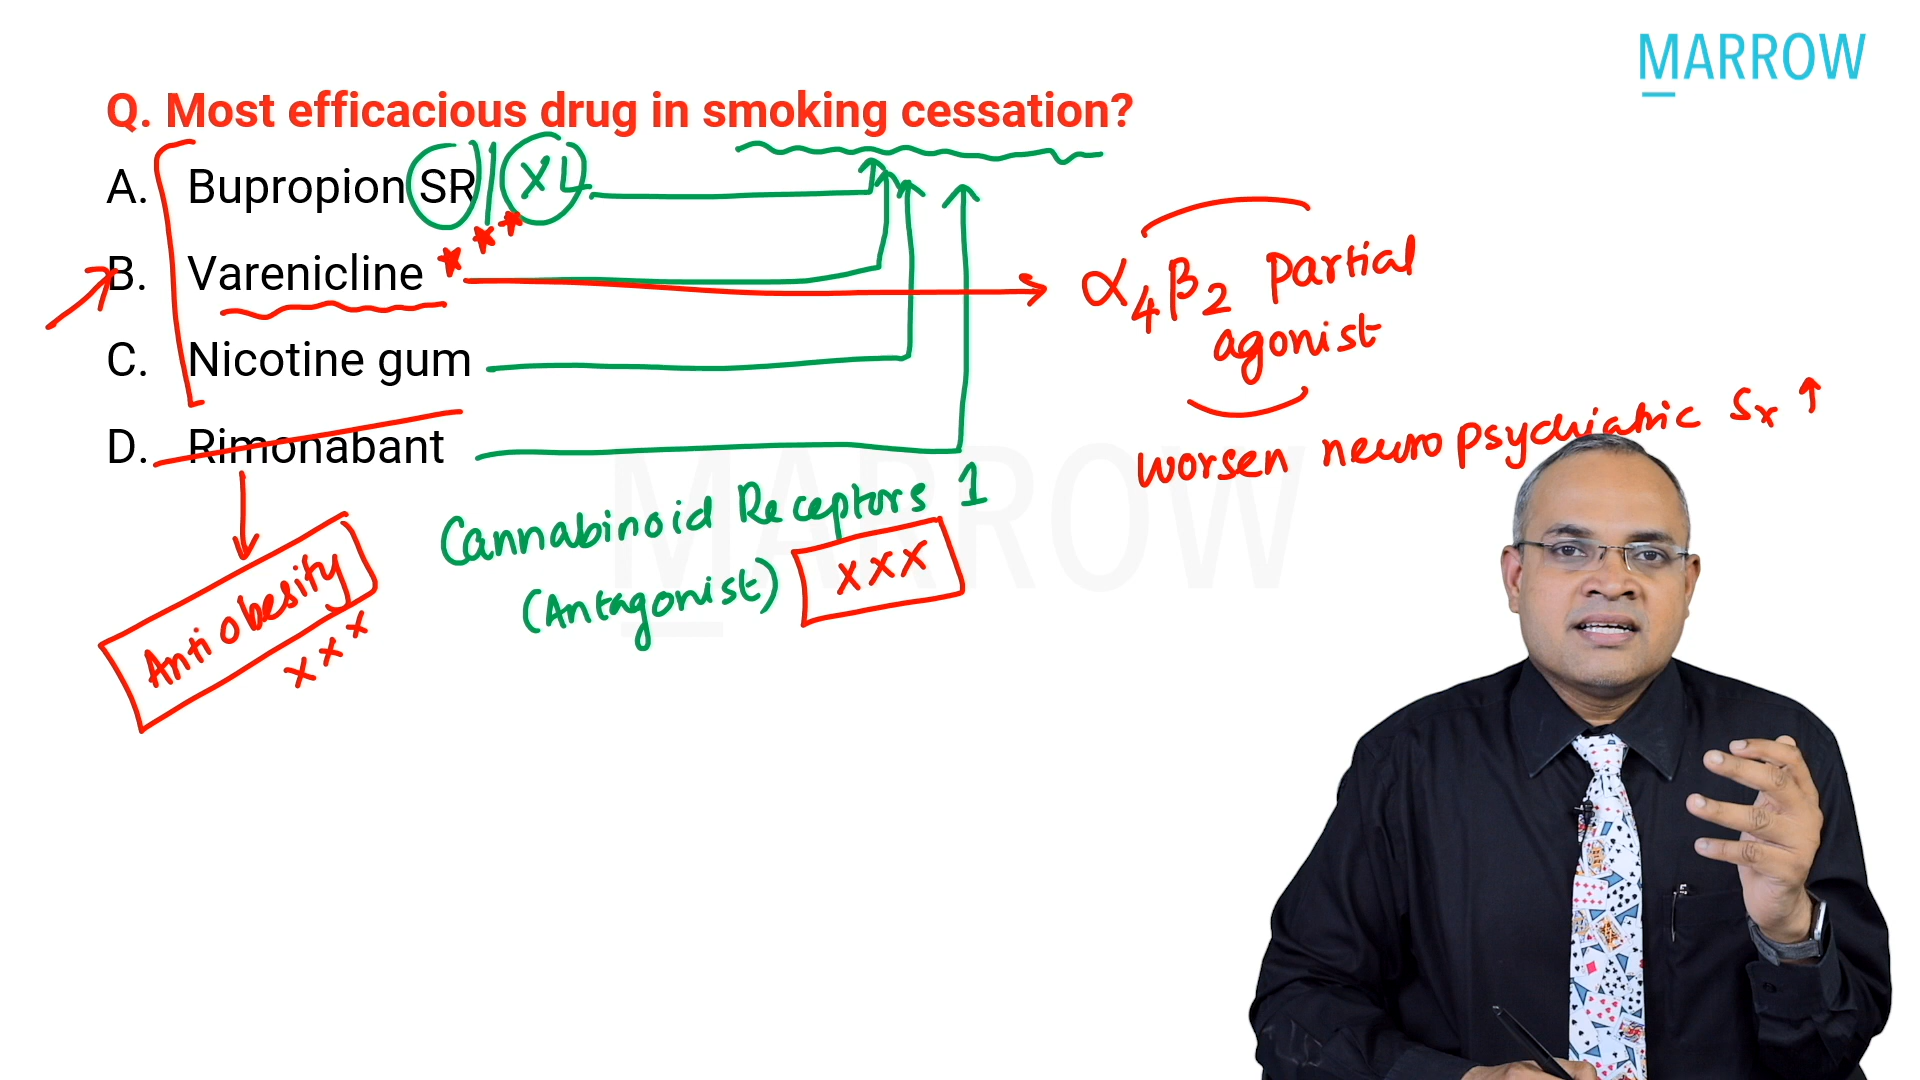 MARROW
Q. Most efficacious drug in smoking cessation?
A. Bupropion SR XL
B. Varenicline
C. Nicotine gum
D. Rimonabant
α4β2 Partial
agonist
worsen neuropsychiatric Sx ↑
Cannabinoid Receptors 1
(Antagonist) xxx
Anti obesity
xxx
MARROW